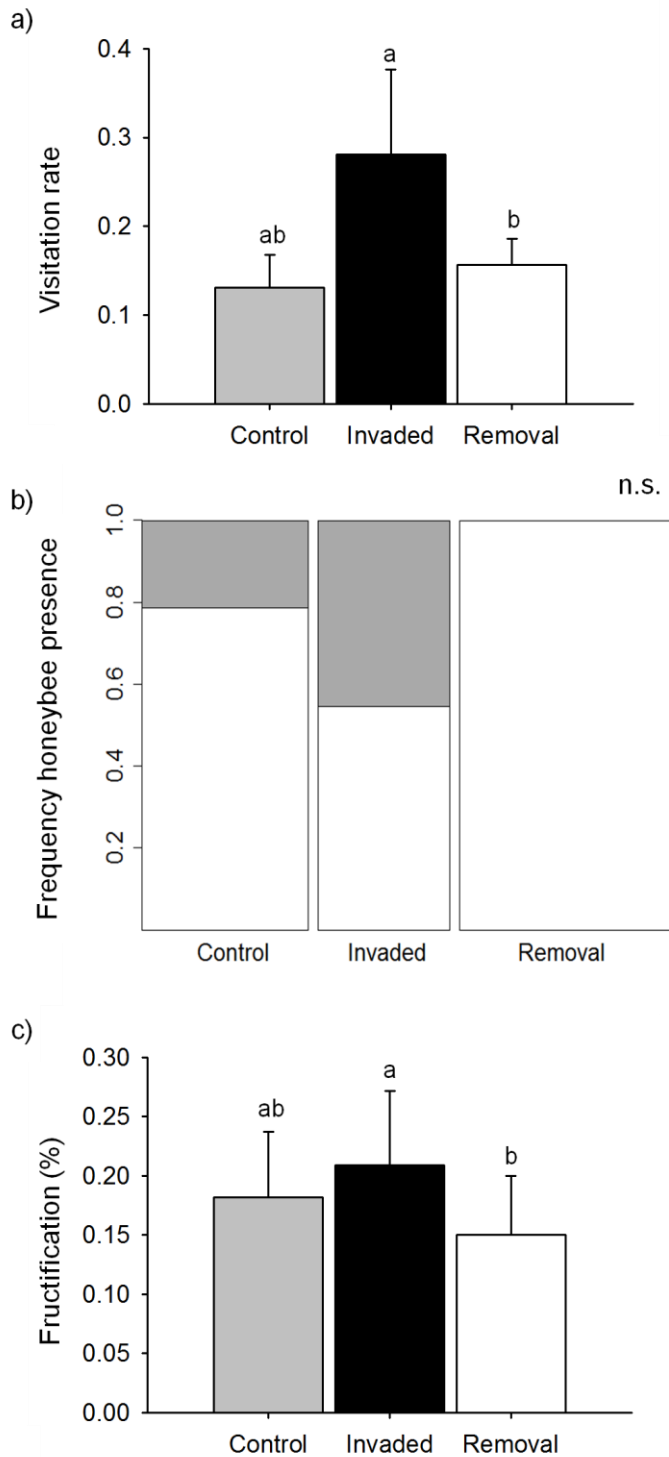 a)
Visitation rate
0.4
0.3
0.2
0.1
0.0
ab
a
b
Control Invaded Removal
b)
n.s.
Frequency honeybee presence
1.0
0.8
0.6
0.4
0.2
Control Invaded Removal
c)
Fructification (%)
0.30
0.25
0.20
0.15
0.10
0.05
0.00
ab
a
b
Control Invaded Removal